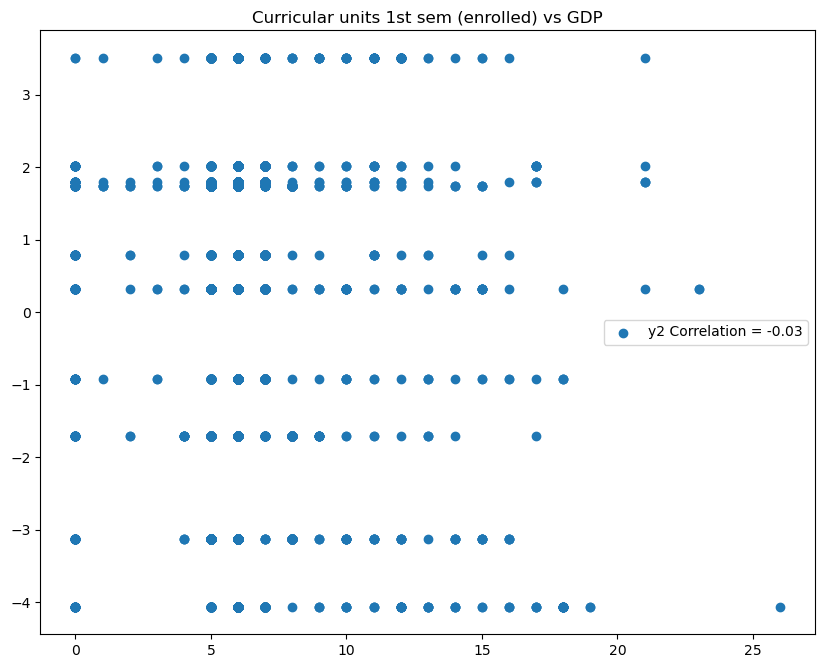 Curricular units 1st sem (enrolled) vs GDP
3
2
1
0
y2 Correlation = -0.03
−1
−2
−3
−4
0 5 10 15 20 25